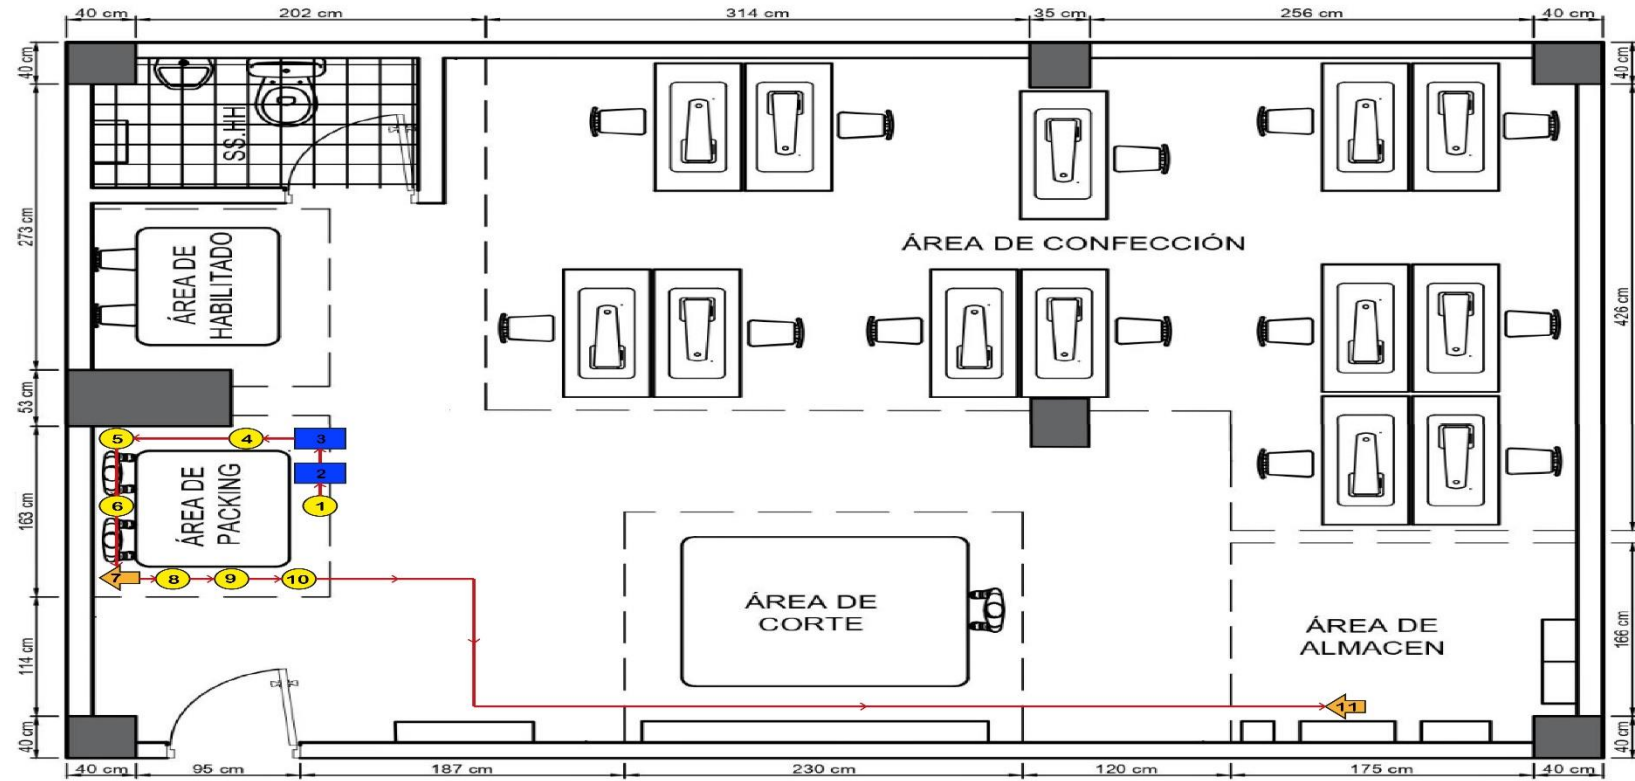 40 cm 202 cm 314 cm 35 cm 256 cm 40 cm
40 cm
40 cm
SS.HH
273 cm
ÁREA DE
HABILITADO
ÁREA DE CONFECCIÓN
426 cm
53 cm
5 4 3
2
6 1
ÁREA DE
PACKING
163 cm
7 8 9 10
ÁREA DE
CORTE
ÁREA DE
ALMACEN
166 cm
114 cm
11
40 cm
40 cm
40 cm 95 cm 187 cm 230 cm 120 cm 175 cm 40 cm